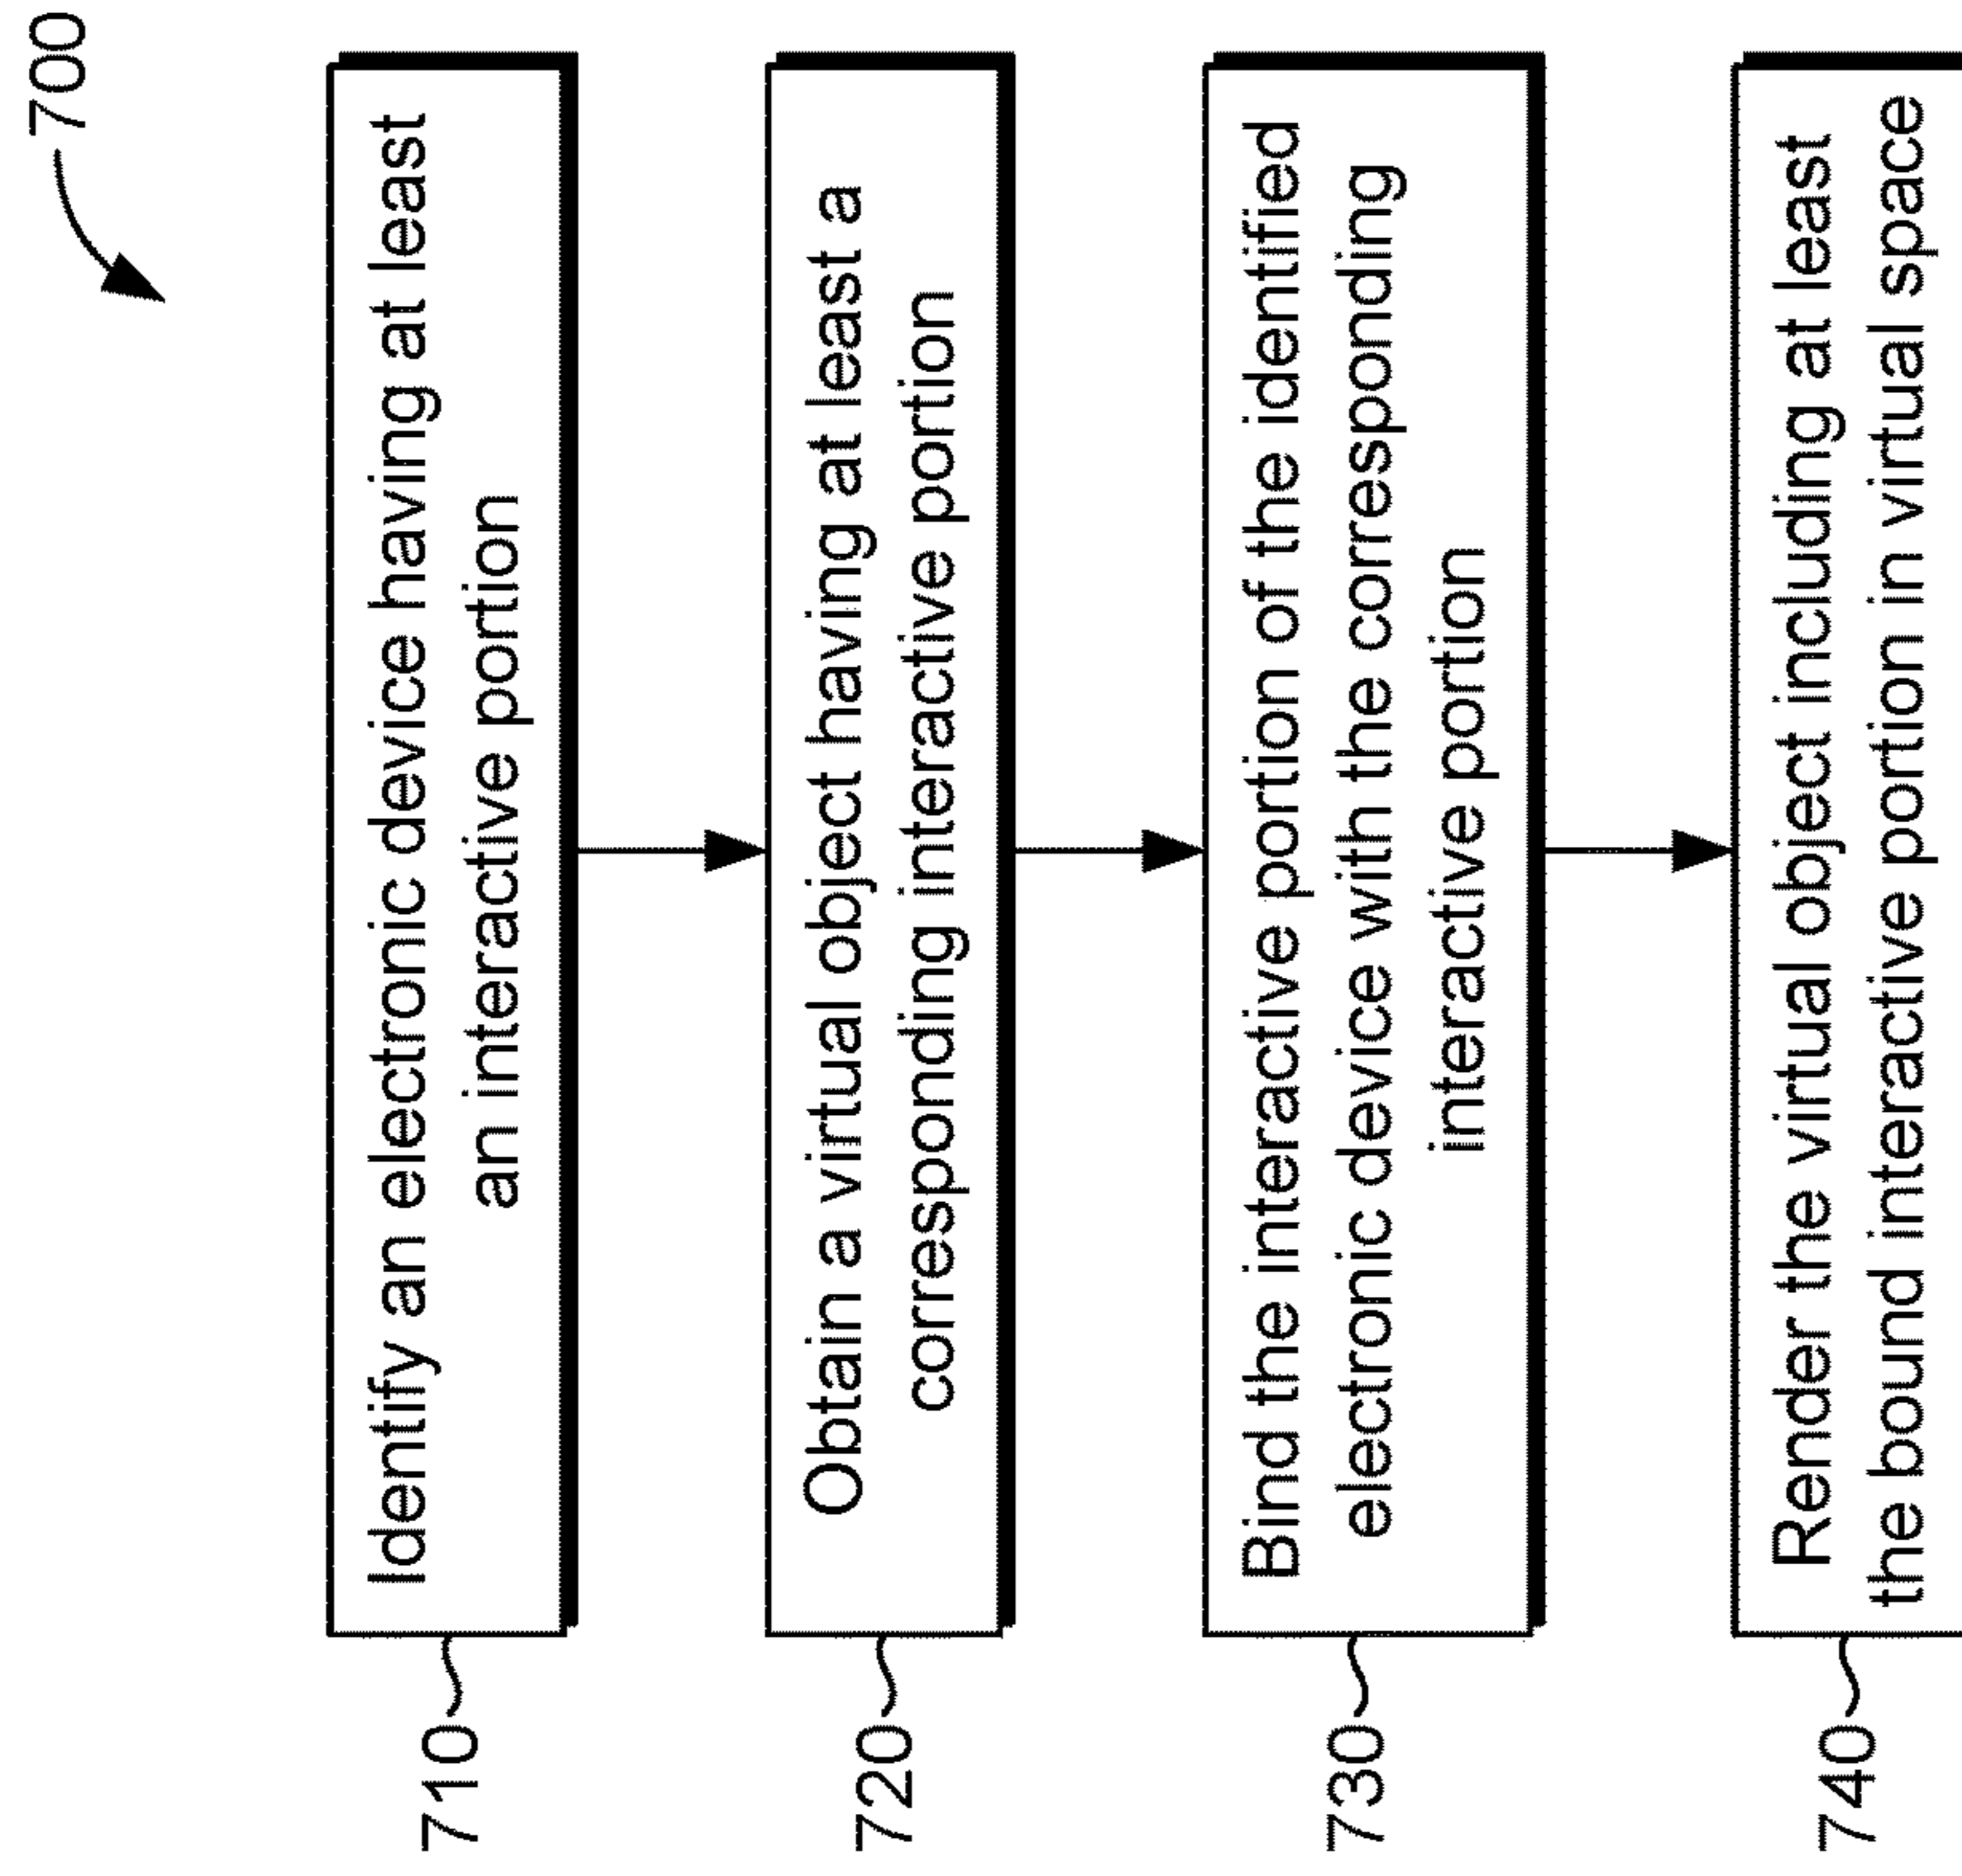 700
710
Identify an electronic device having at least
an interactive portion
720
Obtain a virtual object having at least a
corresponding interactive portion
730
Bind the interactive portion of the identified
electronic device with the corresponding
interactive portion
740
Render the virtual object including at least
the bound interactive portion in virtual space